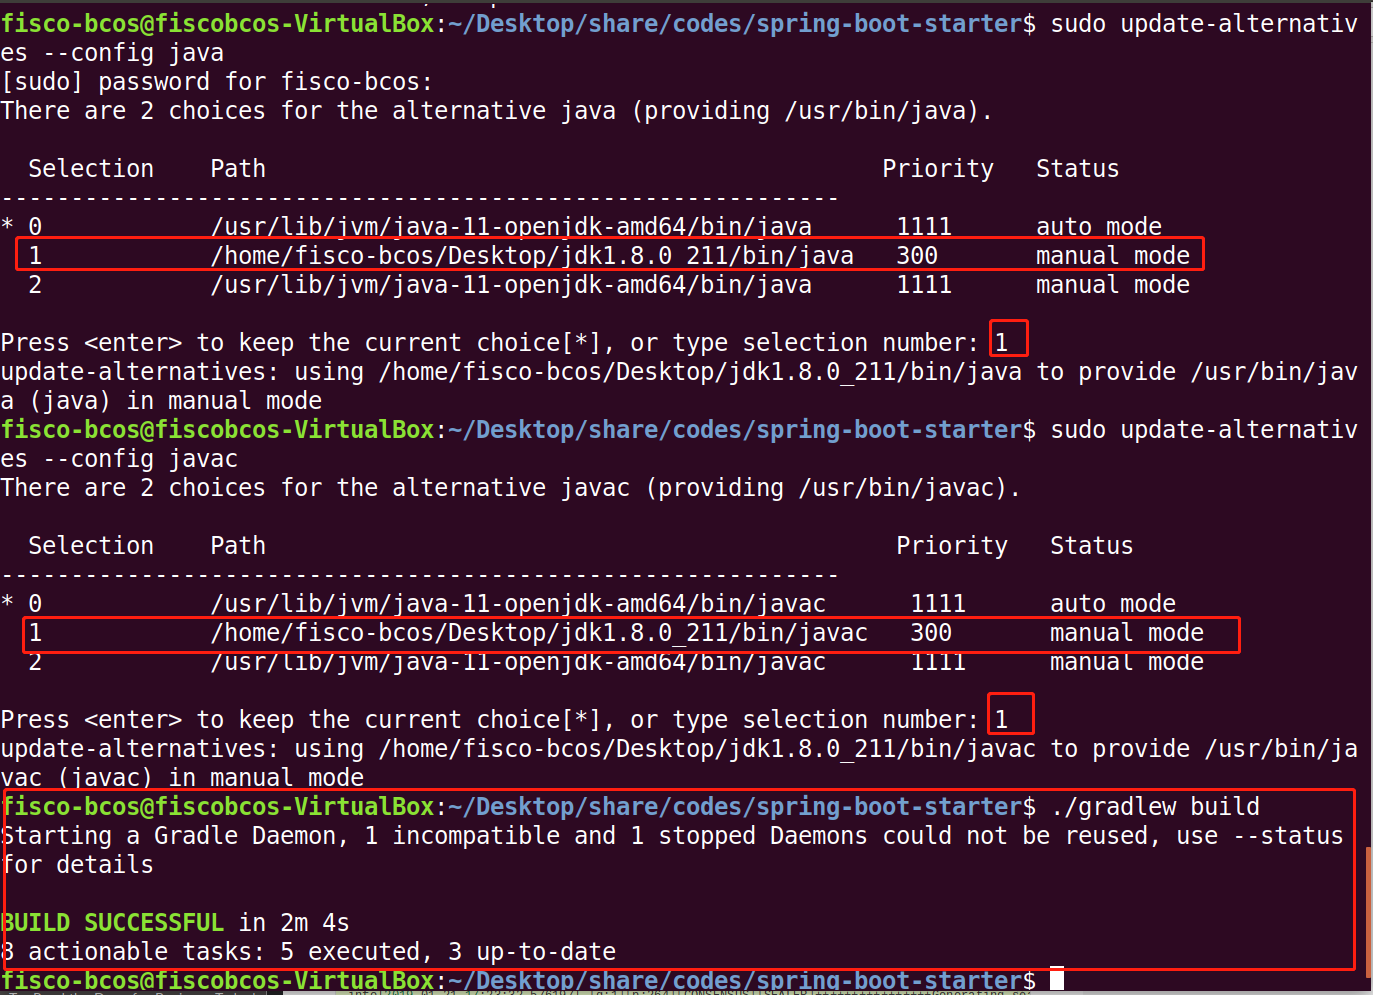 fisco-bcos@fiscobcos-VirtualBox:~/Desktop/share/codes/spring-boot-starter$ sudo update-alternativ
es --config java
[sudo] password for fisco-bcos:
There are 2 choices for the alternative java (providing /usr/bin/java).
  Selection    Path                                            Priority   Status
------------------------------------------------------------
* 0            /usr/lib/jvm/java-11-openjdk-amd64/bin/java      1111      auto mode
  1            /home/fisco-bcos/Desktop/jdk1.8.0_211/bin/java   300       manual mode
  2            /usr/lib/jvm/java-11-openjdk-amd64/bin/java      1111      manual mode
Press <enter> to keep the current choice[*], or type selection number: 1
update-alternatives: using /home/fisco-bcos/Desktop/jdk1.8.0_211/bin/java to provide /usr/bin/jav
a (java) in manual mode
fisco-bcos@fiscobcos-VirtualBox:~/Desktop/share/codes/spring-boot-starter$ sudo update-alternativ
es --config javac
There are 2 choices for the alternative javac (providing /usr/bin/javac).
  Selection    Path                                             Priority   Status
------------------------------------------------------------
* 0            /usr/lib/jvm/java-11-openjdk-amd64/bin/javac      1111      auto mode
  1            /home/fisco-bcos/Desktop/jdk1.8.0_211/bin/javac   300       manual mode
  2            /usr/lib/jvm/java-11-openjdk-amd64/bin/javac      1111      manual mode
Press <enter> to keep the current choice[*], or type selection number: 1
update-alternatives: using /home/fisco-bcos/Desktop/jdk1.8.0_211/bin/javac to provide /usr/bin/ja
vac (javac) in manual mode
fisco-bcos@fiscobcos-VirtualBox:~/Desktop/share/codes/spring-boot-starter$ ./gradlew build
Starting a Gradle Daemon, 1 incompatible and 1 stopped Daemons could not be reused, use --status
for details
BUILD SUCCESSFUL in 2m 4s
8 actionable tasks: 5 executed, 3 up-to-date
fisco-bcos@fiscobcos-VirtualBox:~/Desktop/share/codes/spring-boot-starter$